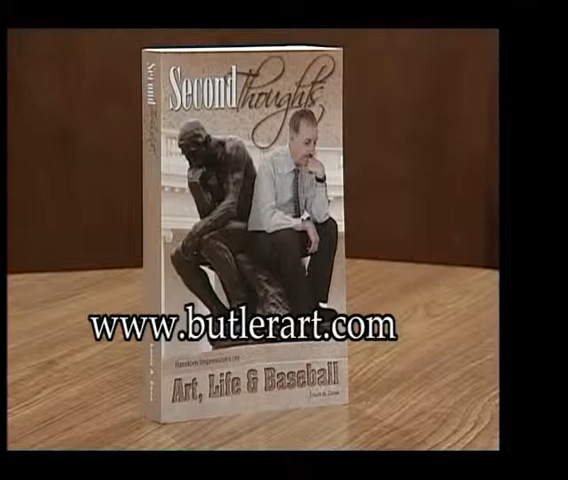 Second
Thoughts
www.butlerart.com
Random Impressions on
Art, Life & Baseball